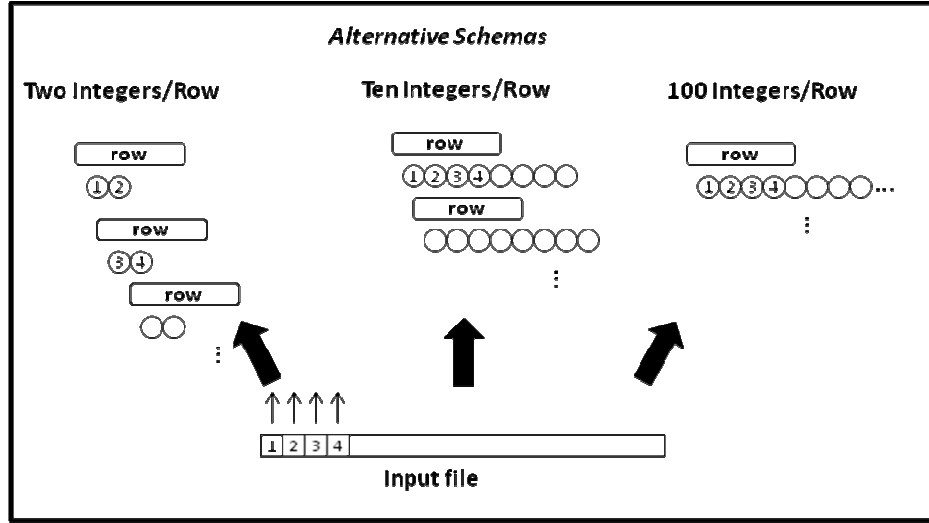 Alternative Schemas
Two Integers/Row
Ten Integers/Row
100 Integers/Row
row
1 2
row
3 4
row
row
1 2 3 4
row
row
1 2 3 4 ...
1 2 3 4
Input file